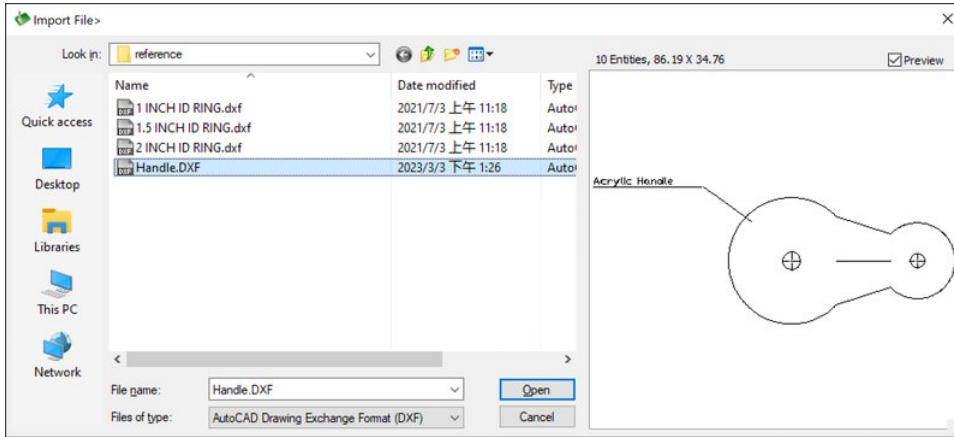 Import File>
Look in: reference
10 Entities, 86.19 X 34.76
Preview
Name Date modified Type
1 INCH ID RING.dxf 2021/7/3 上午 11:18 Auto
1.5 INCH ID RING.dxf 2021/7/3 上午 11:18 Auto
2 INCH ID RING.dxf 2021/7/3 上午 11:18 Auto
Handle.DXF 2023/3/3 下午 1:26 Auto
Quick access
Desktop
Libraries
This PC
Network
Acrylic Handle
File name: Handle.DXF Open
Files of type: AutoCAD Drawing Exchange Format (DXF) Cancel